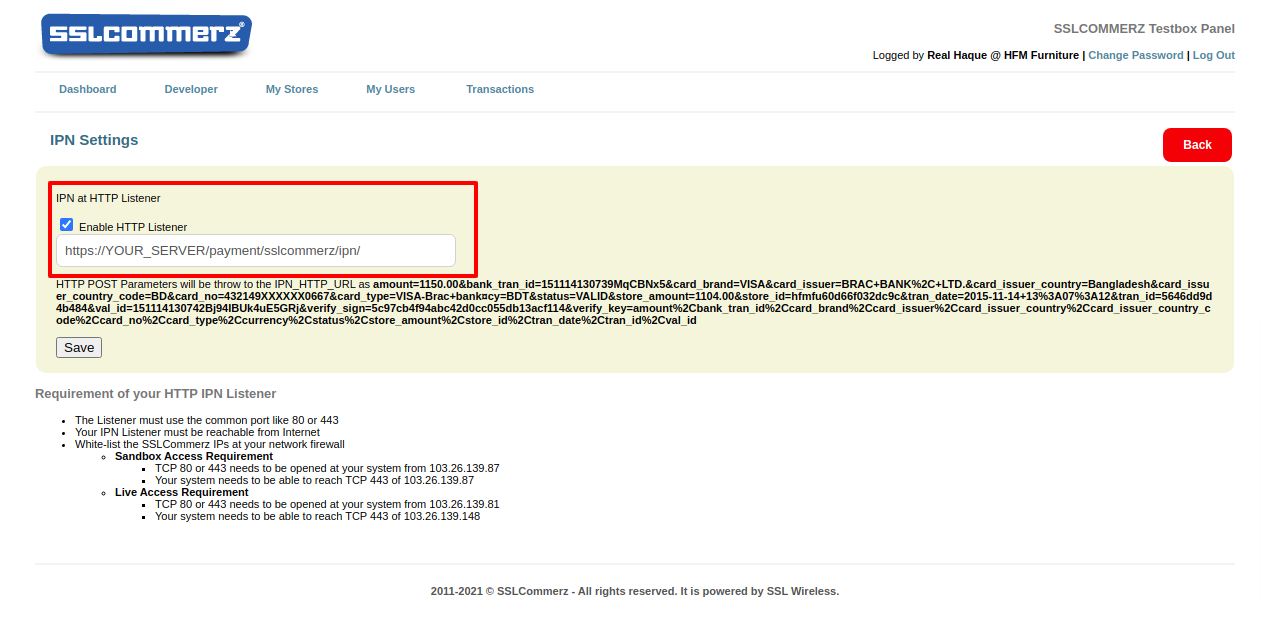 sslcommerz®
SSLCOMMERZ Testbox Panel
Logged by Real Haque @ HFM Furniture | Change Password | Log Out
Dashboard Developer My Stores My Users Transactions
IPN Settings
Back
IPN at HTTP Listener
Enable HTTP Listener
https://YOUR_SERVER/payment/sslcommerz/ipn/
HTTP POST Parameters will be throw to the IPN_HTTP_URL as amount=1150.00&bank_tran_id=151114130739MqCBNx5&card_brand=VISA&card_issuer=BRAC+BANK%2C+LTD.&card_issuer_country=Bangladesh&card_issu
er_country_code=BD&card_no=432149XXXXXX0667&card_type=VISA-Brac+bank¤cy=BDT&status=VALID&store_amount=1104.00&store_id=hfmfu60d66f032dc9c&tran_date=2015-11-14+13%3A07%3A12&tran_id=5646dd9d
4b484&val_id=151114130742Bj94IBUk4uE5GRj&verify_sign=5c97cb4f94abc42d0cc055db13acf114&verify_key=amount%2Cbank_tran_id%2Ccard_brand%2Ccard_issuer%2Ccard_issuer_country%2Ccard_issuer_country_c
ode%2Ccard_no%2Ccard_type%2Ccurrency%2Cstatus%2Cstore_amount%2Cstore_id%2Ctran_date%2Ctran_id%2Cval_id
Save
Requirement of your HTTP IPN Listener
The Listener must use the common port like 80 or 443
Your IPN Listener must be reachable from Internet
White-list the SSLCommerz IPs at your network firewall
Sandbox Access Requirement
TCP 80 or 443 needs to be opened at your system from 103.26.139.87
Your system needs to be able to reach TCP 443 of 103.26.139.87
Live Access Requirement
TCP 80 or 443 needs to be opened at your system from 103.26.139.81
Your system needs to be able to reach TCP 443 of 103.26.139.148
2011-2021 © SSLCommerz - All rights reserved. It is powered by SSL Wireless.